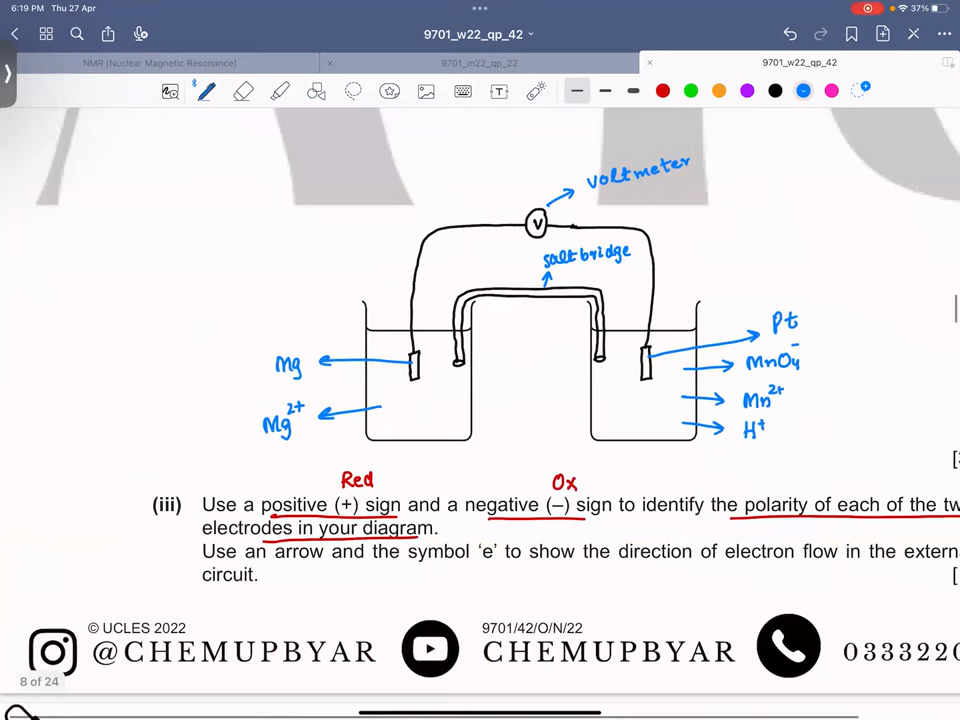 6:19 PM Thu 27 Apr
37%
9701_w22_qp_42
NMR (Nuclear Magnetic Resonance)
9701_m22_qp_22
9701_w22_qp_42
T
voltmeter
V
salt bridge
Pt
Mg
MnO4-
Mg2+
Mn2+
H+
Red
Ox
(iii) Use a positive (+) sign and a negative (–) sign to identify the polarity of each of the tw
electrodes in your diagram.
Use an arrow and the symbol ‘e’ to show the direction of electron flow in the extern
circuit.
[
© UCLES 2022
9701/42/O/N/22
@CHEMUPBYAR
CHEMUPBYAR
0333220
8 of 24